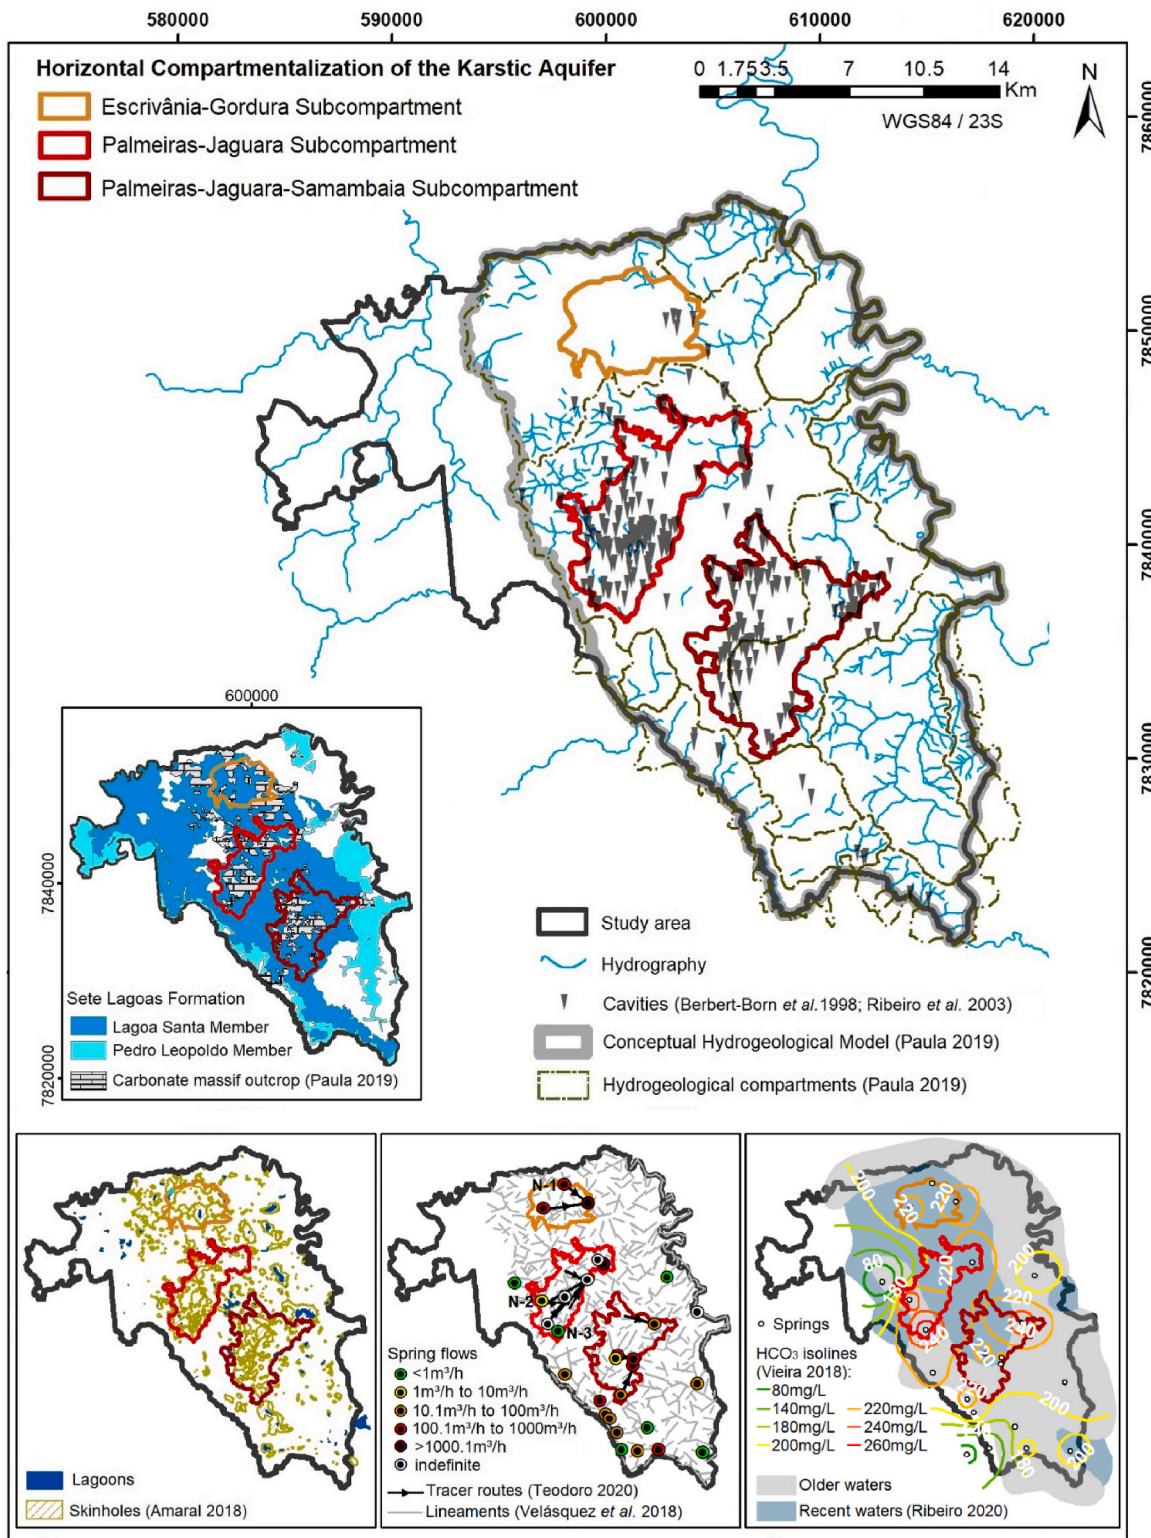 580000 590000 600000 610000 620000
Horizontal Compartmentalization of the Karstic Aquifer
Escrivânia-Gordura Subcompartment
Palmeiras-Jaguara Subcompartment
Palmeiras-Jaguara-Samambaia Subcompartment
0 1.75 3.5 7 10.5 14
Km
WGS84 / 23S
N
7860000
7850000
7840000
7830000
7820000
Study area
Hydrography
Cavities (Berbert-Born et al.1998; Ribeiro et al. 2003)
Conceptual Hydrogeological Model (Paula 2019)
Hydrogeological compartments (Paula 2019)
600000
7840000
7820000
Sete Lagoas Formation
Lagoa Santa Member
Pedro Leopoldo Member
Carbonate massif outcrop (Paula 2019)
Lagoons
Skinholes (Amaral 2018)
N-1
N-2
N-3
Spring flows
<1m³/h
1m³/h to 10m³/h
10.1m³/h to 100m³/h
100.1m³/h to 1000m³/h
>1000.1m³/h
indefinite
Tracer routes (Teodoro 2020)
Lineaments (Velásquez et al. 2018)
200
220
80
220
200
220
240
220
200
180
Springs
HCO₃ isolines
(Vieira 2018):
80mg/L
140mg/L
180mg/L
200mg/L
220mg/L
240mg/L
260mg/L
Older waters
Recent waters (Ribeiro 2020)